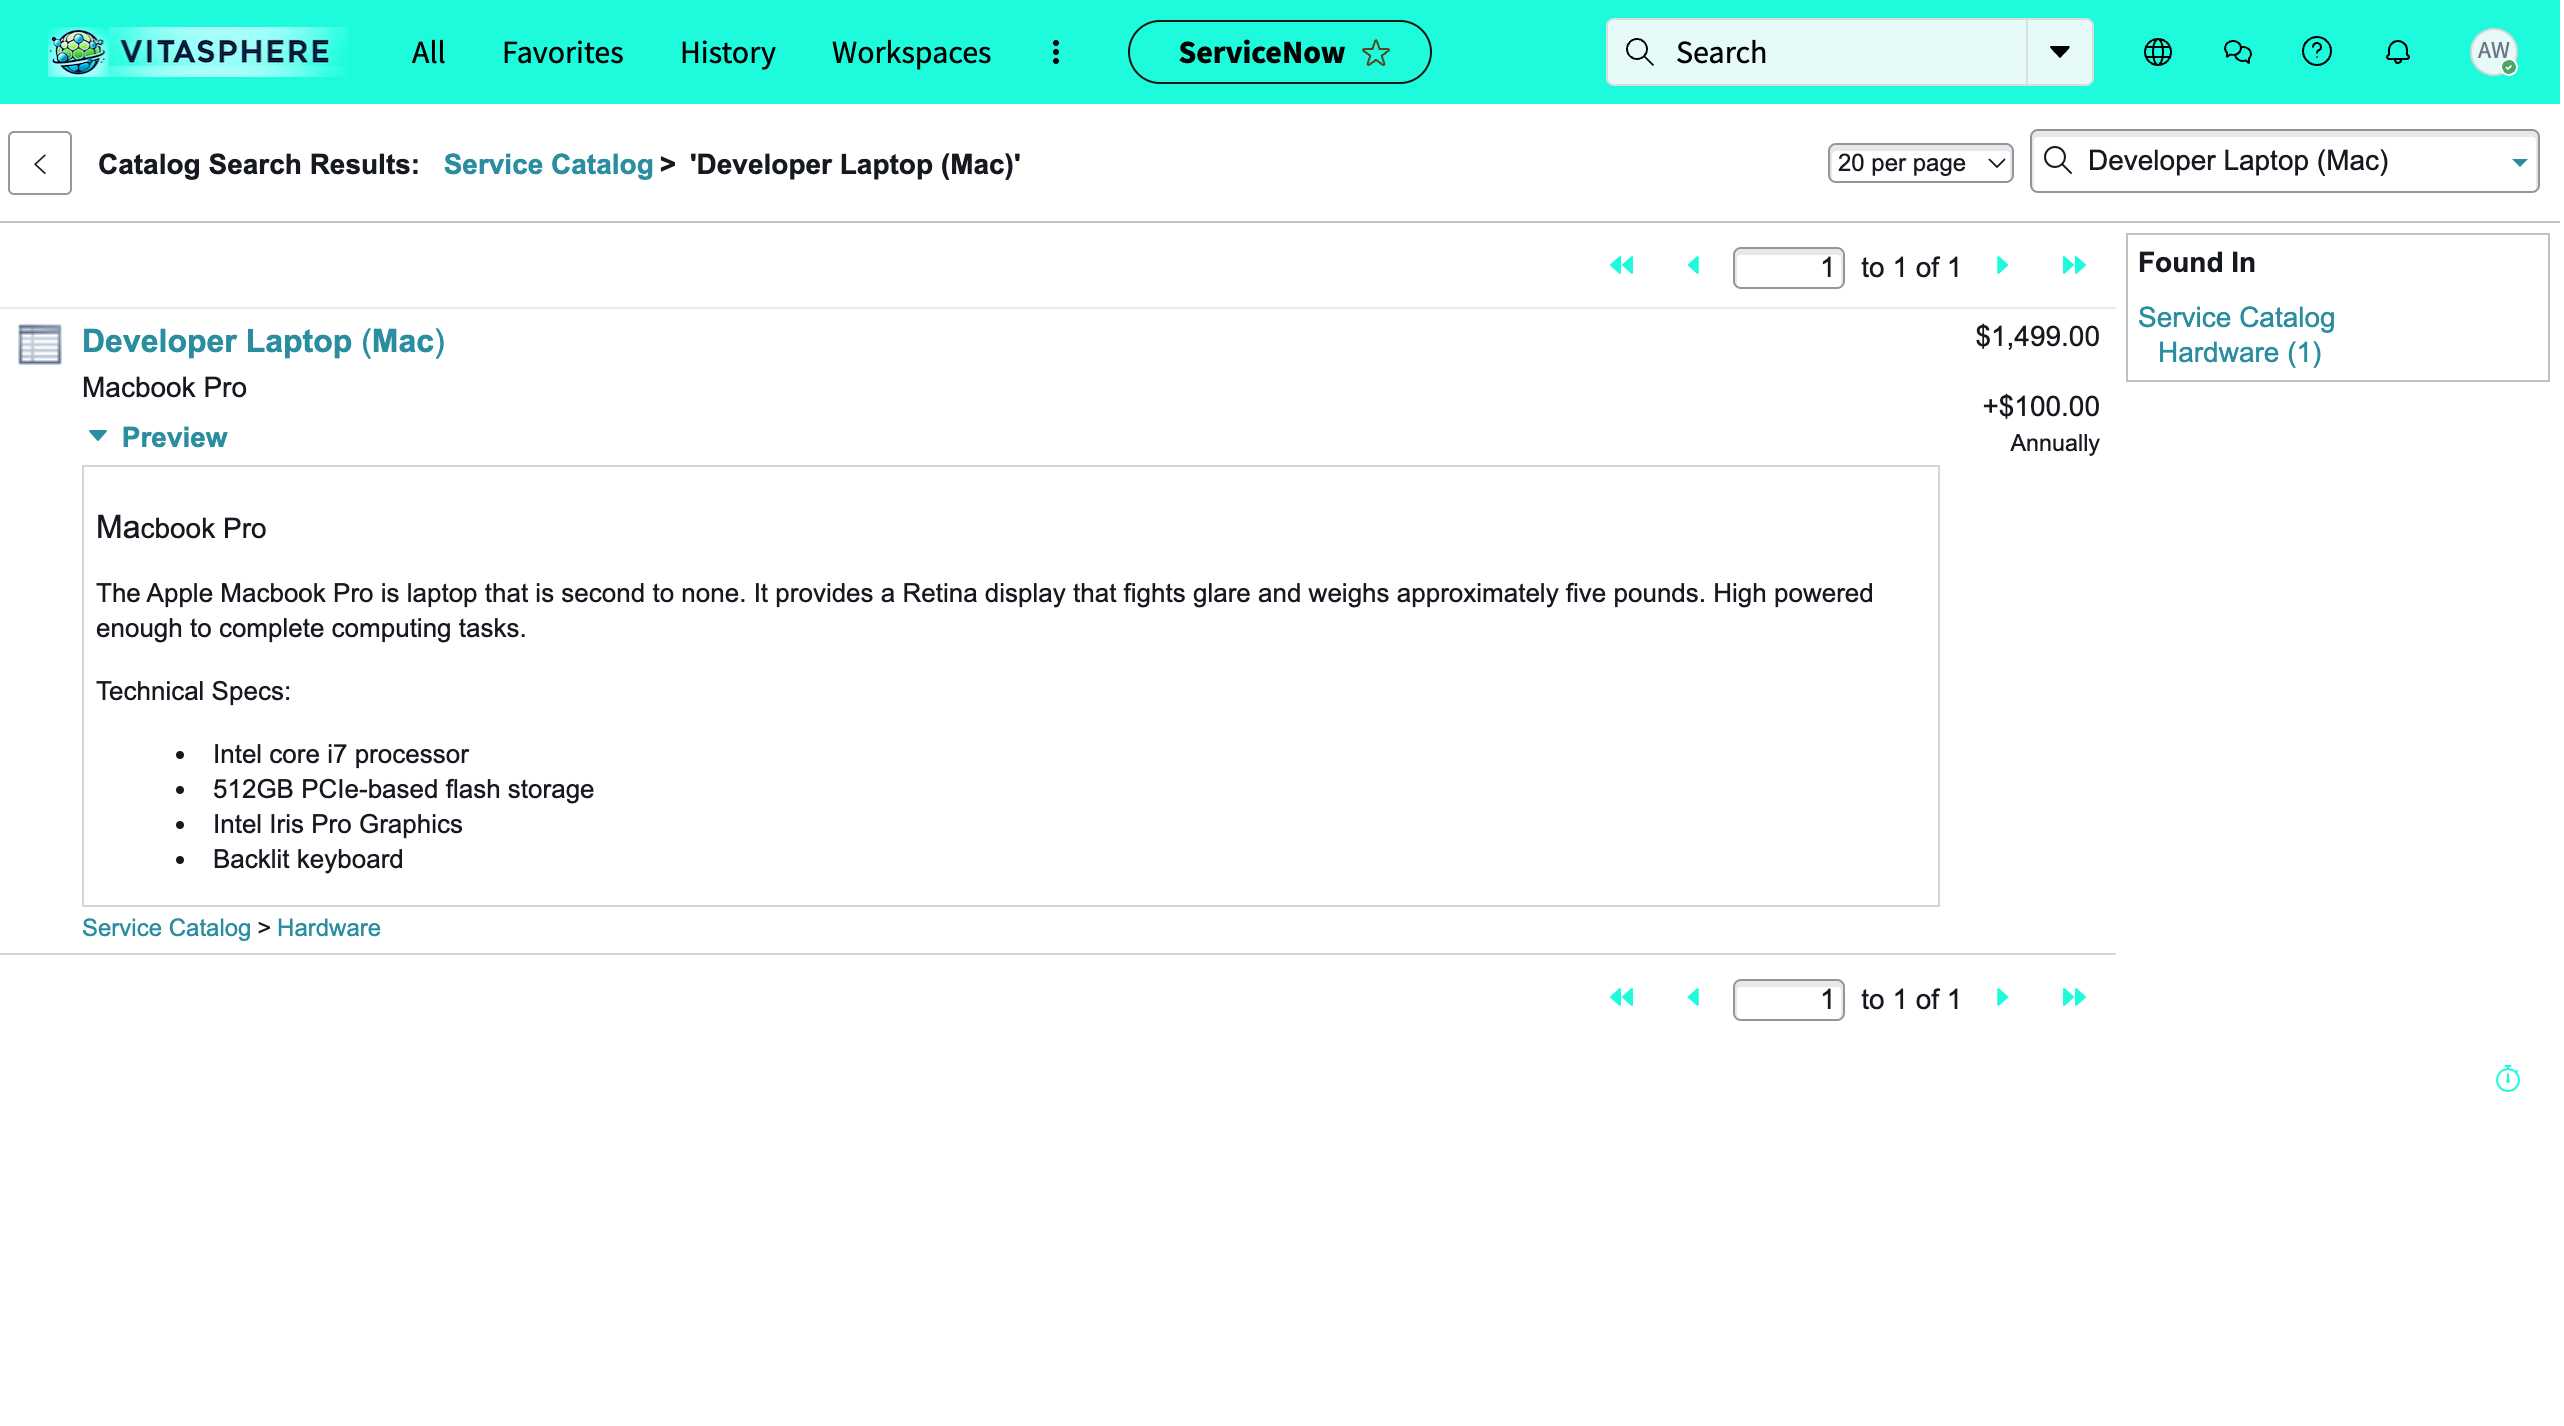 VITASPHERE
All
Favorites
History
Workspaces
ServiceNow
Search
AW
Catalog Search Results: Service Catalog > 'Developer Laptop (Mac)'
20 per page
Developer Laptop (Mac)
1 to 1 of 1
Found In
Service Catalog
Hardware (1)
Developer Laptop (Mac)
$1,499.00
Macbook Pro
+$100.00
Annually
Preview
Macbook Pro
The Apple Macbook Pro is laptop that is second to none. It provides a Retina display that fights glare and weighs approximately five pounds. High powered
enough to complete computing tasks.
Technical Specs:
• Intel core i7 processor
• 512GB PCIe-based flash storage
• Intel Iris Pro Graphics
• Backlit keyboard
Service Catalog > Hardware
1 to 1 of 1